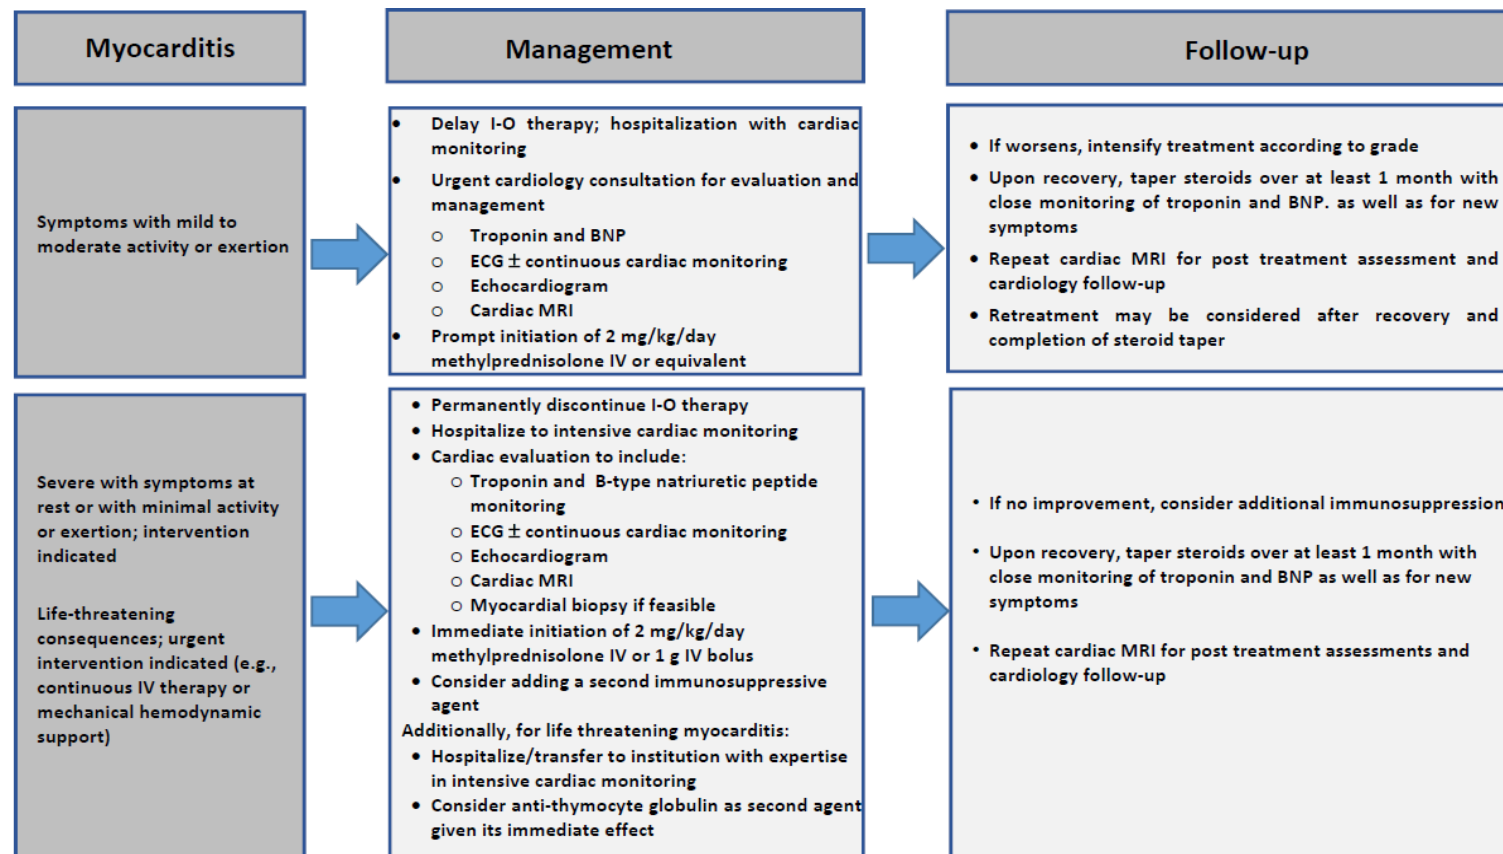 Myocarditis
Management
Follow-up
Symptoms with mild to
moderate activity or exertion
• Delay I-O therapy; hospitalization with cardiac
monitoring
• Urgent cardiology consultation for evaluation and
management
o Troponin and BNP
o ECG ± continuous cardiac monitoring
o Echocardiogram
o Cardiac MRI
• Prompt initiation of 2 mg/kg/day
methylprednisolone IV or equivalent
• If worsens, intensify treatment according to grade
• Upon recovery, taper steroids over at least 1 month with
close monitoring of troponin and BNP. as well as for new
symptoms
• Repeat cardiac MRI for post treatment assessment and
cardiology follow-up
• Retreatment may be considered after recovery and
completion of steroid taper
Severe with symptoms at
rest or with minimal activity
or exertion; intervention
indicated
Life-threatening
consequences; urgent
intervention indicated (e.g.,
continuous IV therapy or
mechanical hemodynamic
support)
• Permanently discontinue I-O therapy
• Hospitalize to intensive cardiac monitoring
• Cardiac evaluation to include:
o Troponin and B-type natriuretic peptide
monitoring
o ECG ± continuous cardiac monitoring
o Echocardiogram
o Cardiac MRI
o Myocardial biopsy if feasible
• Immediate initiation of 2 mg/kg/day
methylprednisolone IV or 1 g IV bolus
• Consider adding a second immunosuppressive
agent
Additionally, for life threatening myocarditis:
• Hospitalize/transfer to institution with expertise
in intensive cardiac monitoring
• Consider anti-thymocyte globulin as second agent
given its immediate effect
• If no improvement, consider additional immunosuppression
• Upon recovery, taper steroids over at least 1 month with
close monitoring of troponin and BNP as well as for new
symptoms
• Repeat cardiac MRI for post treatment assessments and
cardiology follow-up